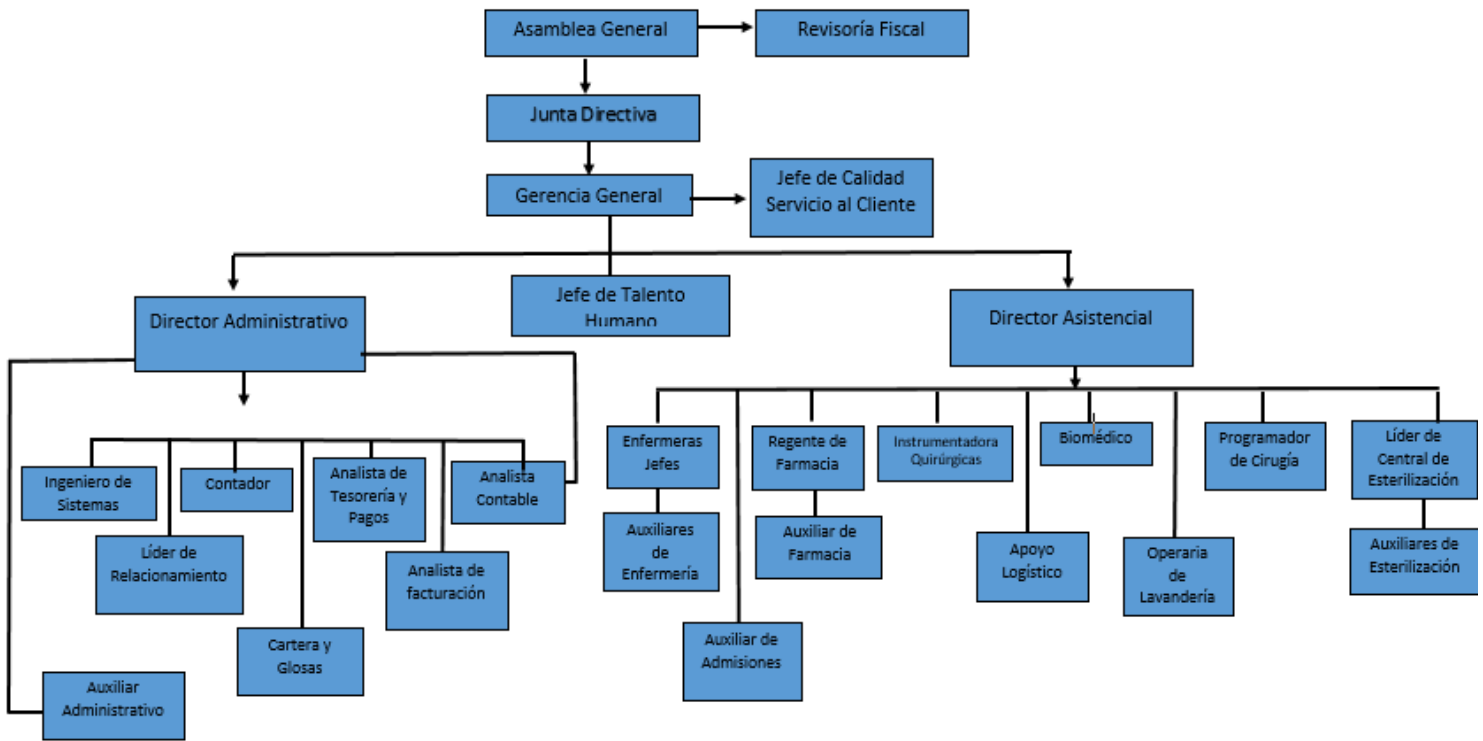 Asamblea General
Revisoría Fiscal
Junta Directiva
Gerencia General
Jefe de Calidad
Servicio al Cliente
Jefe de Talento
Humano
Director Administrativo
Director Asistencial
Ingeniero de
Sistemas
Líder de
Relacionamiento
Contador
Cartera y
Glosas
Analista de
Tesorería y
Pagos
Analista de
facturación
Analista
Contable
Auxiliar
Administrativo
Enfermeras
Jefes
Auxiliares
de
Enfermería
Auxiliar de
Admisiones
Regente de
Farmacia
Auxiliar de
Farmacia
Instrumentadora
Quirúrgicas
Apoyo
Logístico
Biomédico
Operaria
de
Lavandería
Programador
de Cirugía
Líder de
Central de
Esterilización
Auxiliares de
Esterilización